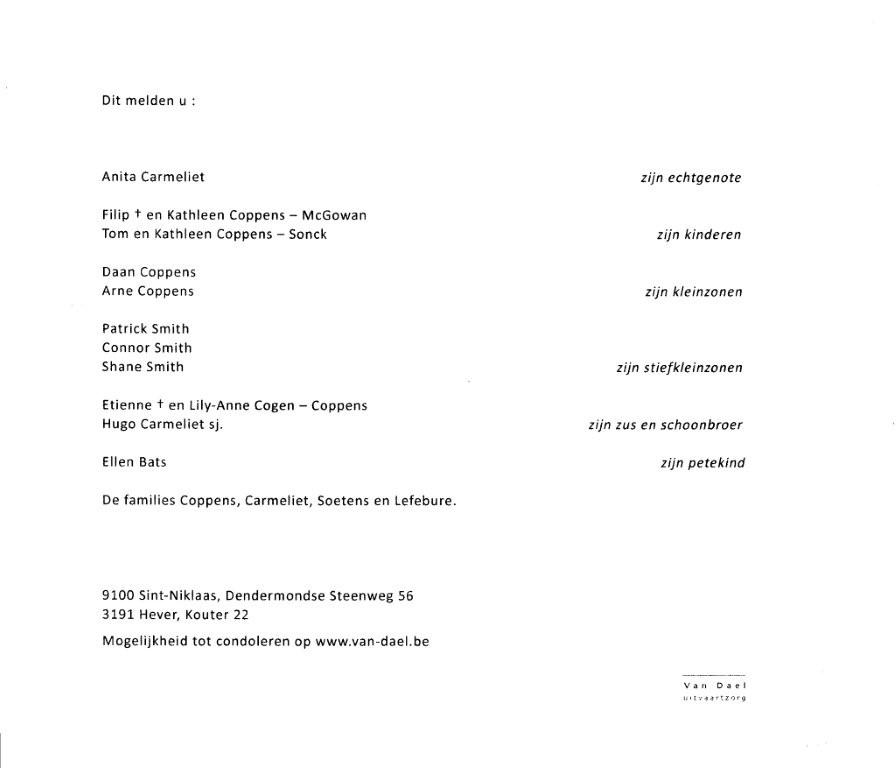 Dit melden u :
Anita Carmeliet zijn echtgenote
Filip † en Kathleen Coppens – McGowan
Tom en Kathleen Coppens – Sonck zijn kinderen
Daan Coppens
Arne Coppens zijn kleinzonen
Patrick Smith
Connor Smith
Shane Smith zijn stiefkleinzonen
Etienne † en Lily-Anne Cogen – Coppens
Hugo Carmeliet sj. zijn zus en schoonbroer
Ellen Bats zijn petekind
De families Coppens, Carmeliet, Soetens en Lefebure.
9100 Sint-Niklaas, Dendermondse Steenweg 56
3191 Hever, Kouter 22
Mogelijkheid tot condoleren op www.van-dael.be
Van Dael
uitvaartzorg